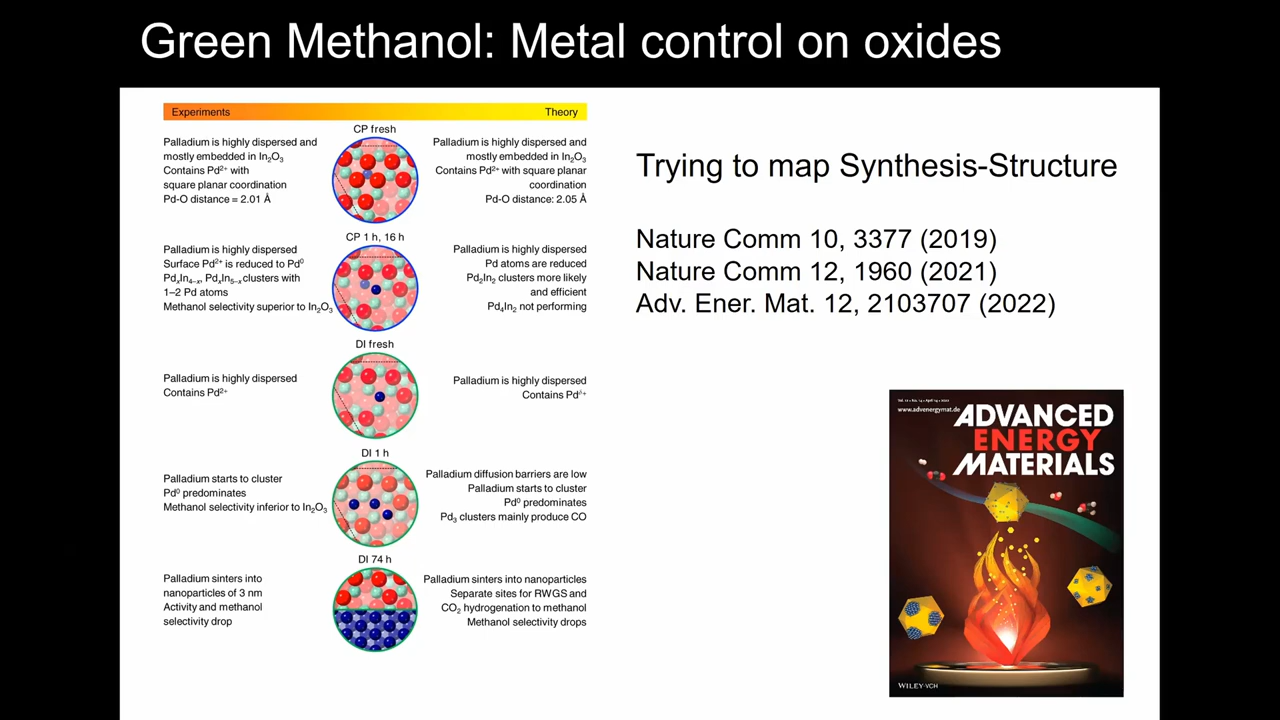 Green Methanol: Metal control on oxides
Experiments
Theory
CP fresh
Palladium is highly dispersed and
mostly embedded in In₂O₃
Contains Pd²⁺ with
square planar coordination
Pd-O distance = 2.01 Å
Palladium is highly dispersed and
mostly embedded in In₂O₃
Contains Pd²⁺ with square planar
coordination
Pd-O distance: 2.05 Å
CP 1 h, 16 h
Palladium is highly dispersed
Surface Pd²⁺ is reduced to Pd⁰
PdₓIn₄₋ₓ, PdₓIn₅₋ₓ clusters with
1–2 Pd atoms
Methanol selectivity superior to In₂O₃
Palladium is highly dispersed
Pd atoms are reduced
Pd₂In₂ clusters more likely
and efficient
Pd₄In₂ not performing
DI fresh
Palladium is highly dispersed
Contains Pd²⁺
Palladium is highly dispersed
Contains Pdᵟ⁺
DI 1 h
Palladium starts to cluster
Pd⁰ predominates
Methanol selectivity inferior to In₂O₃
Palladium diffusion barriers are low
Palladium starts to cluster
Pd⁰ predominates
Pd₃ clusters mainly produce CO
DI 74 h
Palladium sinters into
nanoparticles of 3 nm
Activity and methanol
selectivity drop
Palladium sinters into nanoparticles
Separate sites for RWGS and
CO₂ hydrogenation to methanol
Methanol selectivity drops
Trying to map Synthesis-Structure
Nature Comm 10, 3377 (2019)
Nature Comm 12, 1960 (2021)
Adv. Ener. Mat. 12, 2103707 (2022)
www.advenergymat.de
ADVANCED
ENERGY
MATERIALS
WILEY-VCH